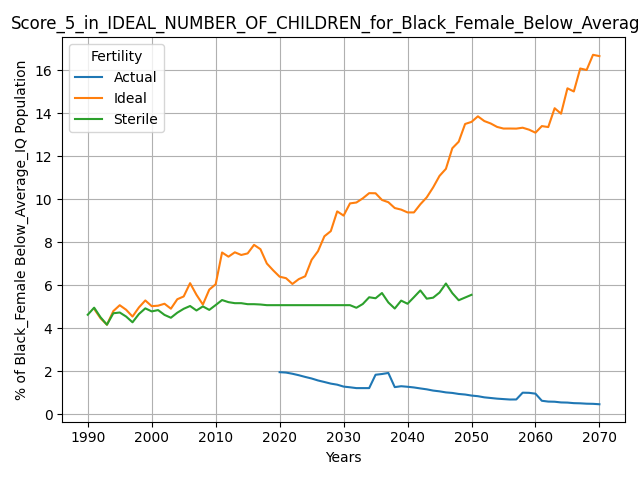 Score_5_in_IDEAL_NUMBER_OF_CHILDREN_for_Black_Female_Below_Averag
Fertility
Actual
Ideal
Sterile
% of Black_Female Below_Average_IQ Population
16
14
12
10
8
6
4
2
0
1990 2000 2010 2020 2030 2040 2050 2060 2070
Years